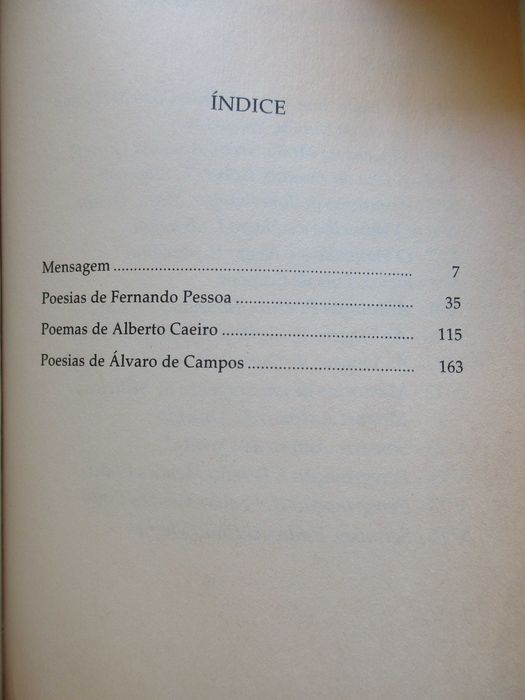 ÍNDICE
Mensagem ........................................................................ 7
Poesias de Fernando Pessoa ........................................... 35
Poemas de Alberto Caeiro .............................................. 115
Poesias de Álvaro de Campos ........................................ 163